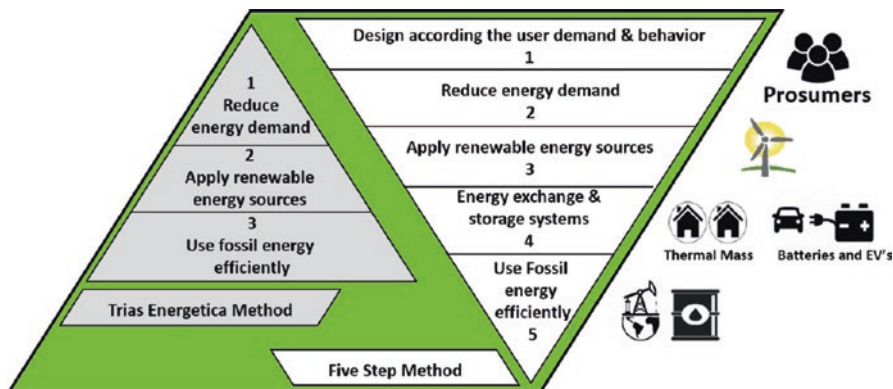 1
Reduce
energy demand
2
Apply renewable
energy sources
3
Use fossil energy
efficiently
Trias Energetica Method
Design according the user demand & behavior
1
Reduce energy demand
2
Apply renewable energy sources
3
Energy exchange &
storage systems
4
Use Fossil
energy
efficiently
5
Five Step Method
Prosumers
Thermal Mass
Batteries and EV's